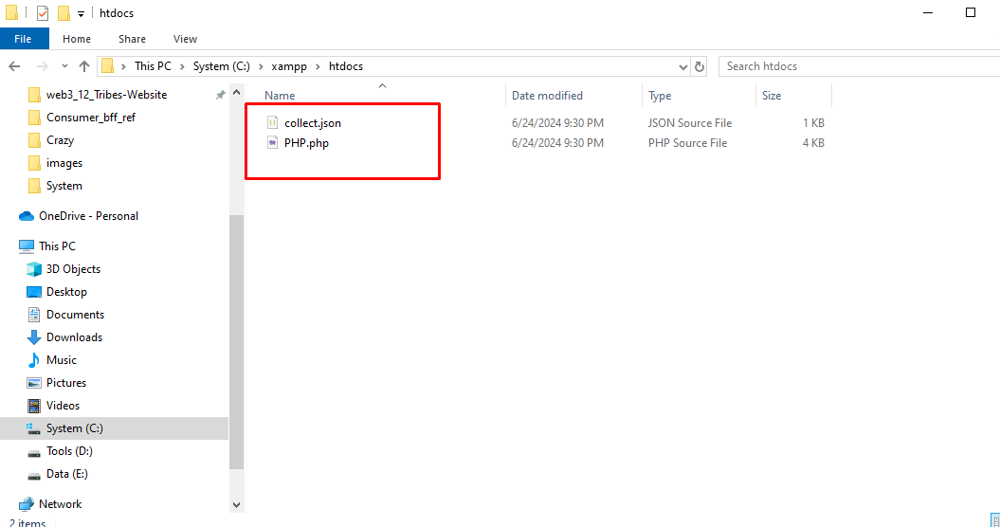 htdocs
File Home Share View
This PC System (C:) xampp htdocs Search htdocs
Name Date modified Type Size
web3_12_Tribes-Website
Consumer_bff_ref
Crazy
images
System
OneDrive - Personal
This PC
3D Objects
Desktop
Documents
Downloads
Music
Pictures
Videos
System (C:)
Tools (D:)
Data (E:)
Network
collect.json 6/24/2024 9:30 PM JSON Source File 1 KB
PHP.php 6/24/2024 9:30 PM PHP Source File 4 KB
2 items